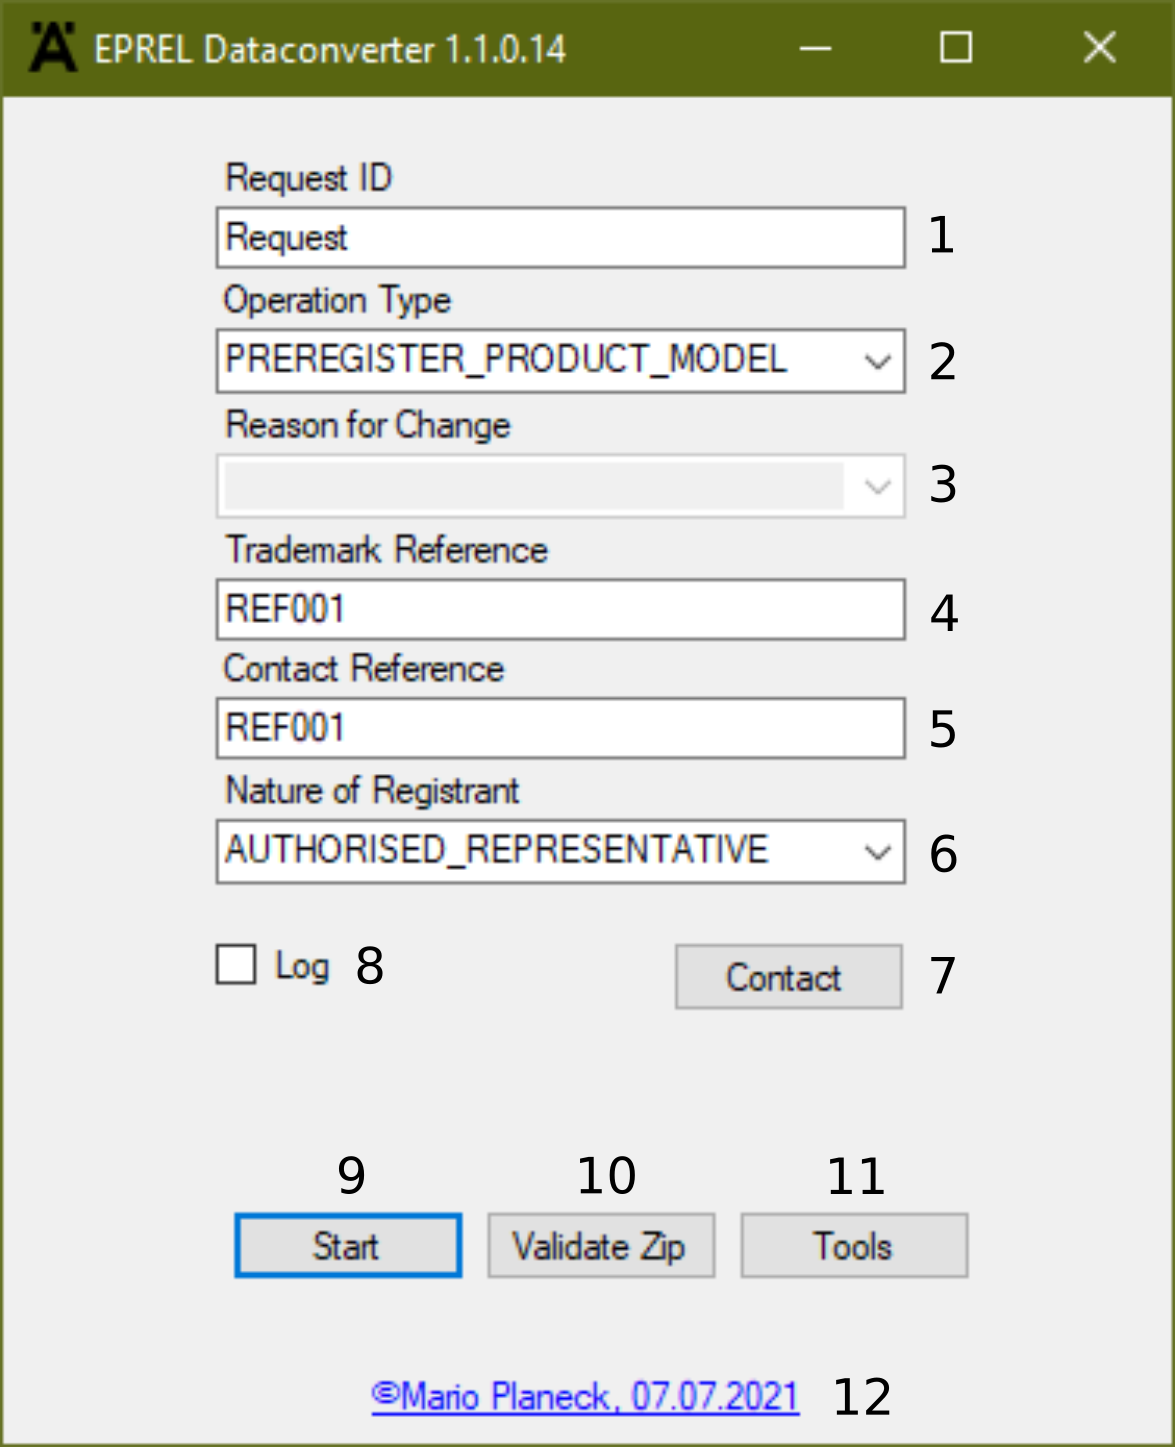 Ä EPREL Dataconverter 1.1.0.14
Request ID
Request 1
Operation Type
PREREGISTER_PRODUCT_MODEL 2
Reason for Change
3
Trademark Reference
REF001 4
Contact Reference
REF001 5
Nature of Registrant
AUTHORISED_REPRESENTATIVE 6
Log 8 Contact 7
9 10 11
Start Validate Zip Tools
©Mario Planeck, 07.07.2021 12